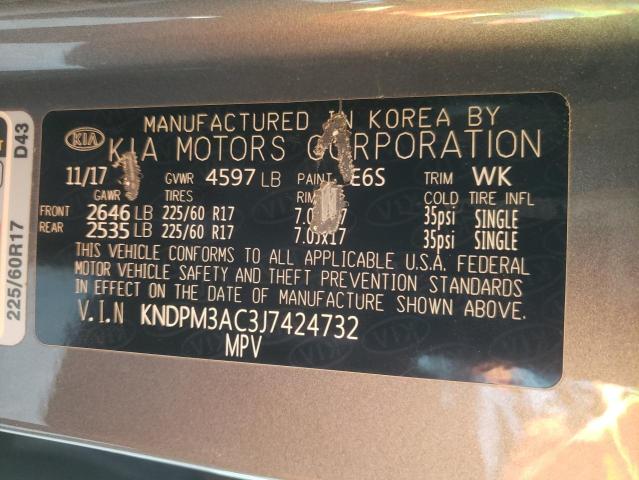 MANUFACTURED IN KOREA BY
KIA
KIA MOTORS CORPORATION
11/17 GVWR 4597 LB PAINT E6S TRIM WK
GAWR TIRES RIM COLD TIRE INFL
FRONT 2646 LB 225/60 R17 35psi SINGLE
REAR 2535 LB 225/60 R17 7.0Jx17 35psi SINGLE
THIS VEHICLE CONFORMS TO ALL APPLICABLE U.S.A. FEDERAL
MOTOR VEHICLE SAFETY AND THEFT PREVENTION STANDARDS
IN EFFECT ON THE DATE OF MANUFACTURE SHOWN ABOVE.
V.I.N KNDPM3AC3J7424732
MPV
225/60R17 D43